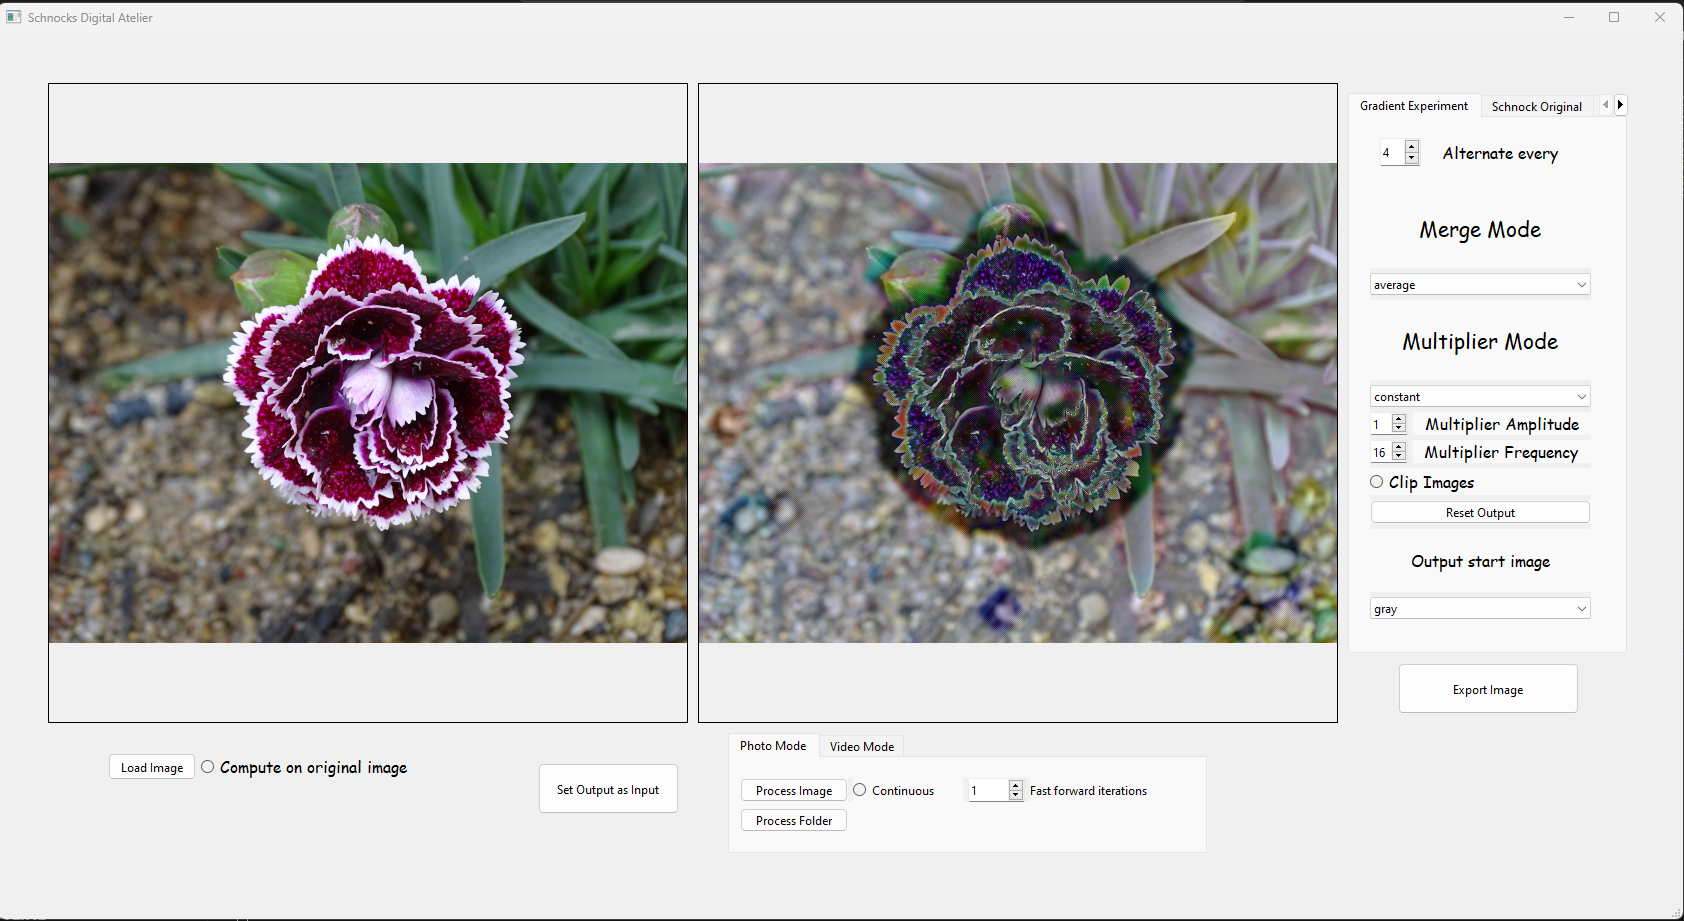 Schnocks Digital Atelier
Gradient Experiment
Schnock Original
4
Alternate every
Merge Mode
average
Multiplier Mode
constant
1
Multiplier Amplitude
16
Multiplier Frequency
Clip Images
Reset Output
Output start image
gray
Export Image
Load Image
Compute on original image
Set Output as Input
Photo Mode
Video Mode
Process Image
Continuous
1
Fast forward iterations
Process Folder